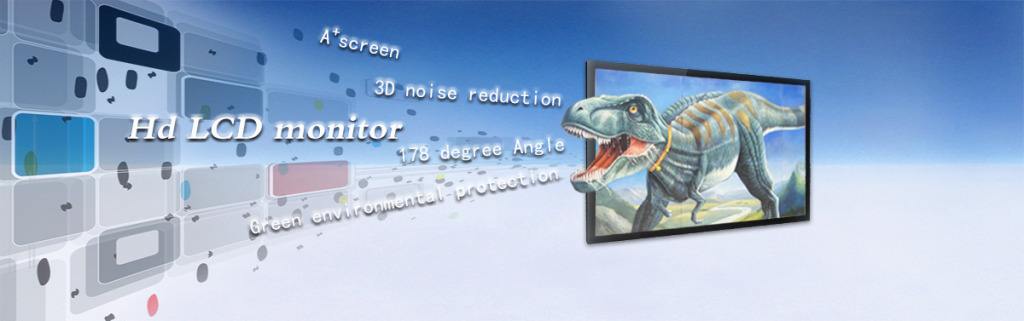 A+screen
3D noise reduction
Hd LCD monitor
178 degree Angle
Green environmental protection